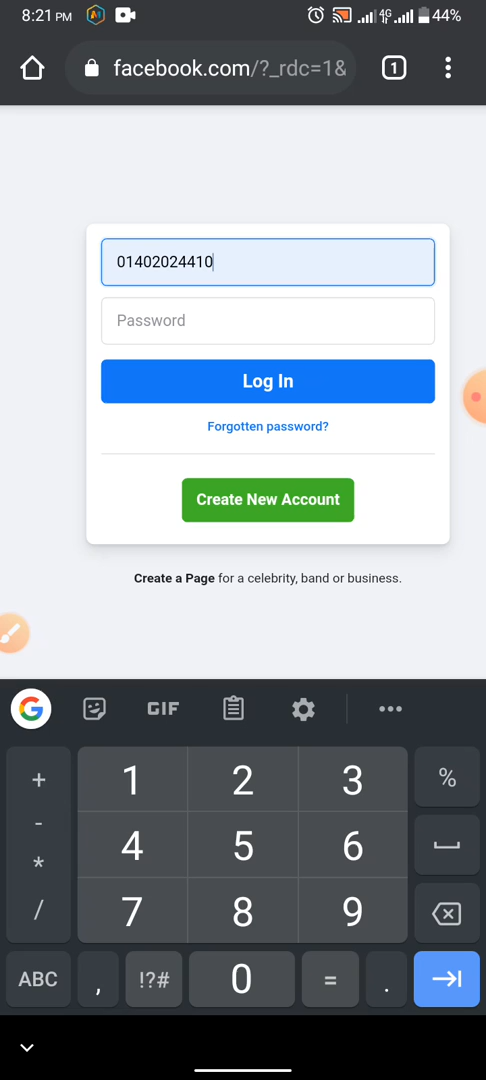 8:21 PM 4G 44%
facebook.com/?_rdc=1& 1
01402024410
Password
Log In
Forgotten password?
Create New Account
Create a Page for a celebrity, band or business.
G GIF •••
+ 1 2 3 %
-
* 4 5 6
/ 7 8 9
ABC , !?# 0 = .